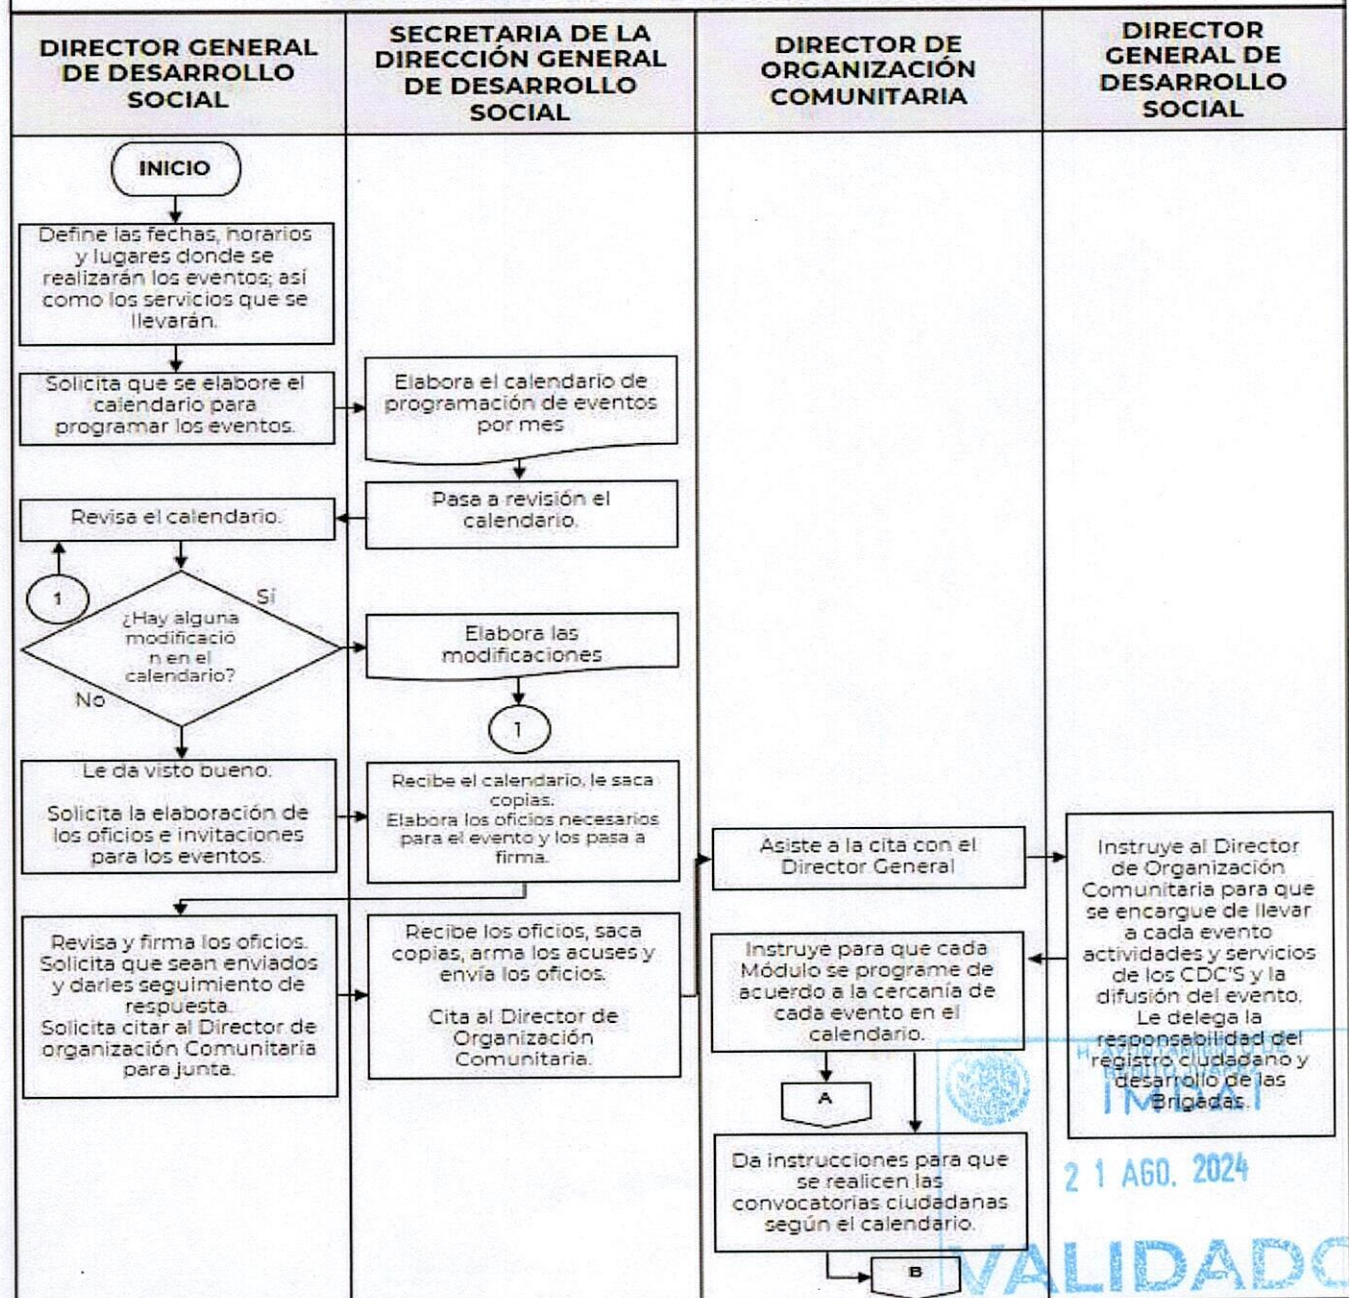 DIRECTOR GENERAL
DE DESARROLLO
SOCIAL
SECRETARIA DE LA
DIRECCIÓN GENERAL
DE DESARROLLO
SOCIAL
DIRECTOR DE
ORGANIZACIÓN
COMUNITARIA
DIRECTOR
GENERAL DE
DESARROLLO
SOCIAL
INICIO
Define las fechas, horarios
y lugares donde se
realizarán los eventos; así
como los servicios que se
llevarán.
Solicita que se elabore el
calendario para
programar los eventos.
Elabora el calendario de
programación de eventos
por mes
Pasa a revisión el
calendario.
Revisa el calendario.
1
Sí
¿Hay alguna
modificació
n en el
calendario?
No
Elabora las
modificaciones
1
Le da visto bueno.
Solicita la elaboración de
los oficios e invitaciones
para los eventos.
Recibe el calendario, le saca
copias.
Elabora los oficios necesarios
para el evento y los pasa a
firma.
Revisa y firma los oficios.
Solicita que sean enviados
y darles seguimiento de
respuesta.
Solicita citar al Director de
organización Comunitaria
para junta.
Recibe los oficios, saca
copias, arma los acuses y
envía los oficios.
Cita al Director de
Organización
Comunitaria.
Asiste a la cita con el
Director General
Instruye al Director
de Organización
Comunitaria para que
se encargue de llevar
a cada evento
actividades y servicios
de los CDC'S y la
difusión del evento.
Le delega la
responsabilidad del
registro ciudadano y
desarrollo de las
Brigadas.
Instruye para que cada
Módulo se programe de
acuerdo a la cercanía de
cada evento en el
calendario.
A
Da instrucciones para que
se realicen las
convocatorias ciudadanas
según el calendario.
B
H. AYUNTAMIENTO DE
BENITO JUÁREZ
IMDAI
21 AGO. 2024
VALIDADO